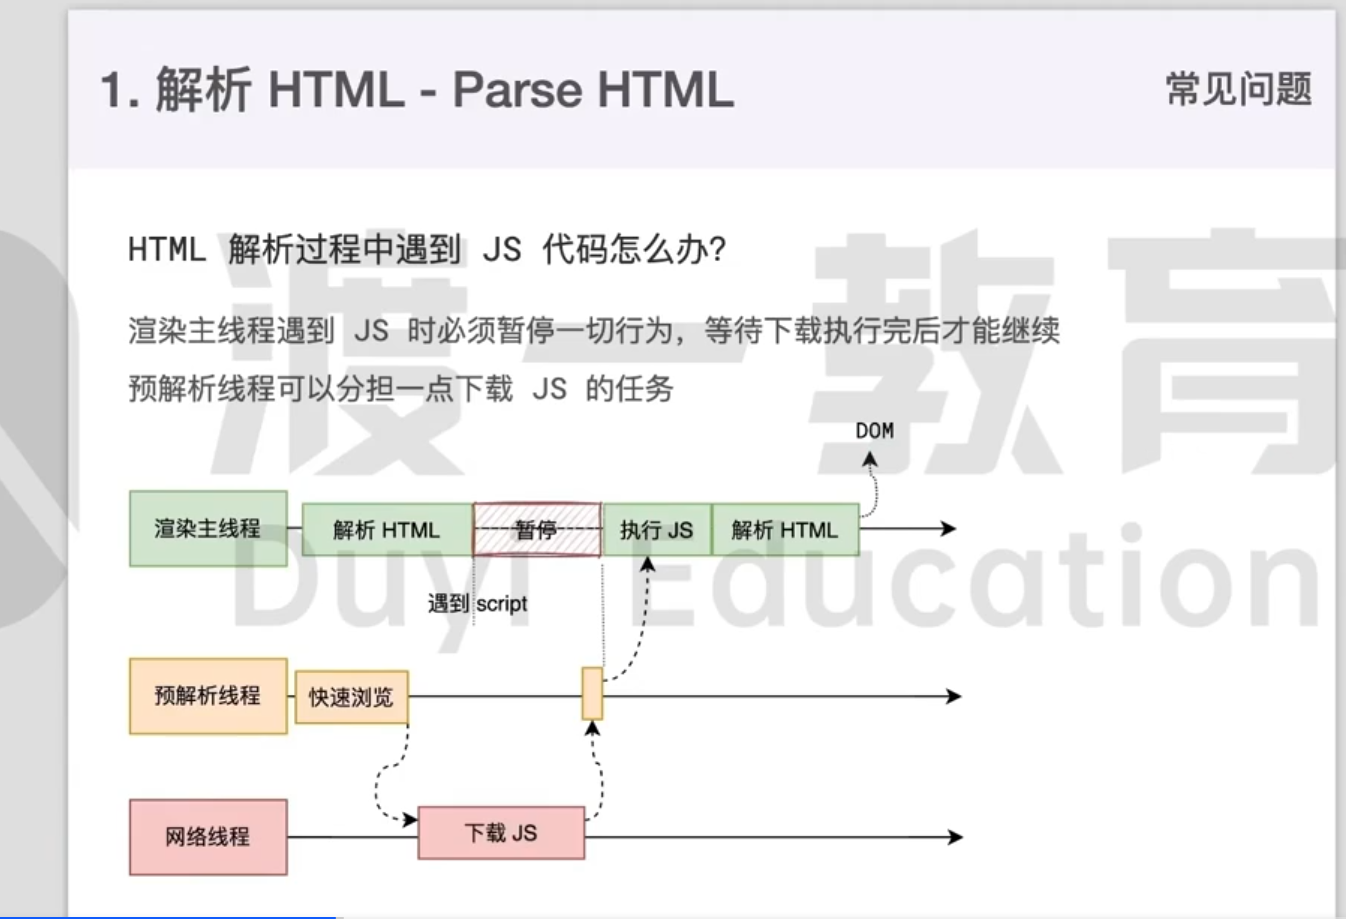 1. 解析 HTML - Parse HTML
常见问题
HTML 解析过程中遇到 JS 代码怎么办?
渲染主线程遇到 JS 时必须暂停一切行为，等待下载执行完后才能继续
预解析线程可以分担一点下载 JS 的任务
DOM
渲染主线程
解析 HTML
暂停
执行 JS
解析 HTML
遇到 script
预解析线程
快速浏览
网络线程
下载 JS
渡一教育
Duyi Education